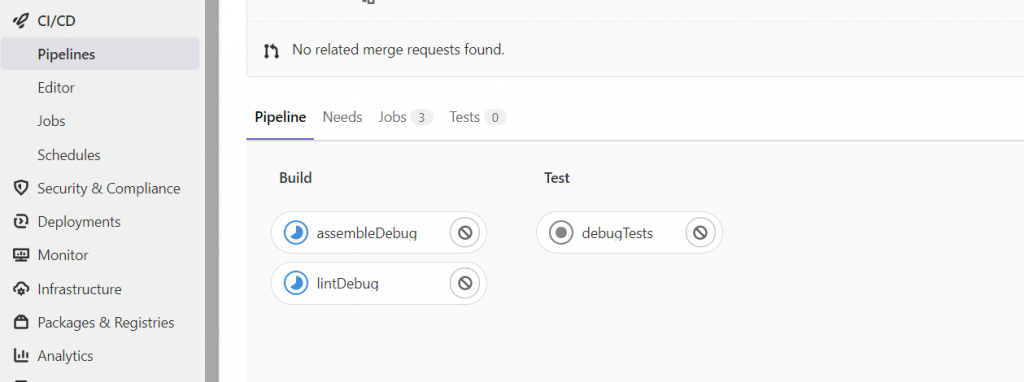 CI/CD
Pipelines
Editor
Jobs
Schedules
Security & Compliance
Deployments
Monitor
Infrastructure
Packages & Registries
Analytics
No related merge requests found.
Pipeline Needs Jobs 3 Tests 0
Build Test
assembleDebug debugTests
lintDebug